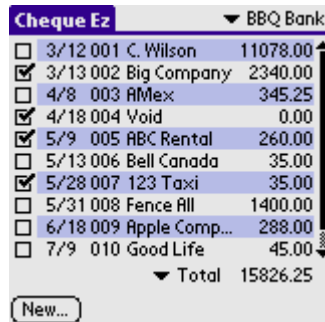 Cheque Ez BBQ Bank
3/12 001 C. Wilson 11078.00
3/13 002 Big Company 2340.00
4/8 003 AMex 345.25
4/18 004 Void 0.00
5/9 005 ABC Rental 260.00
5/13 006 Bell Canada 35.00
5/28 007 123 Taxi 35.00
5/31 008 Fence All 1400.00
6/18 009 Apple Comp... 288.00
7/9 010 Good Life 45.00
Total 15826.25
New...